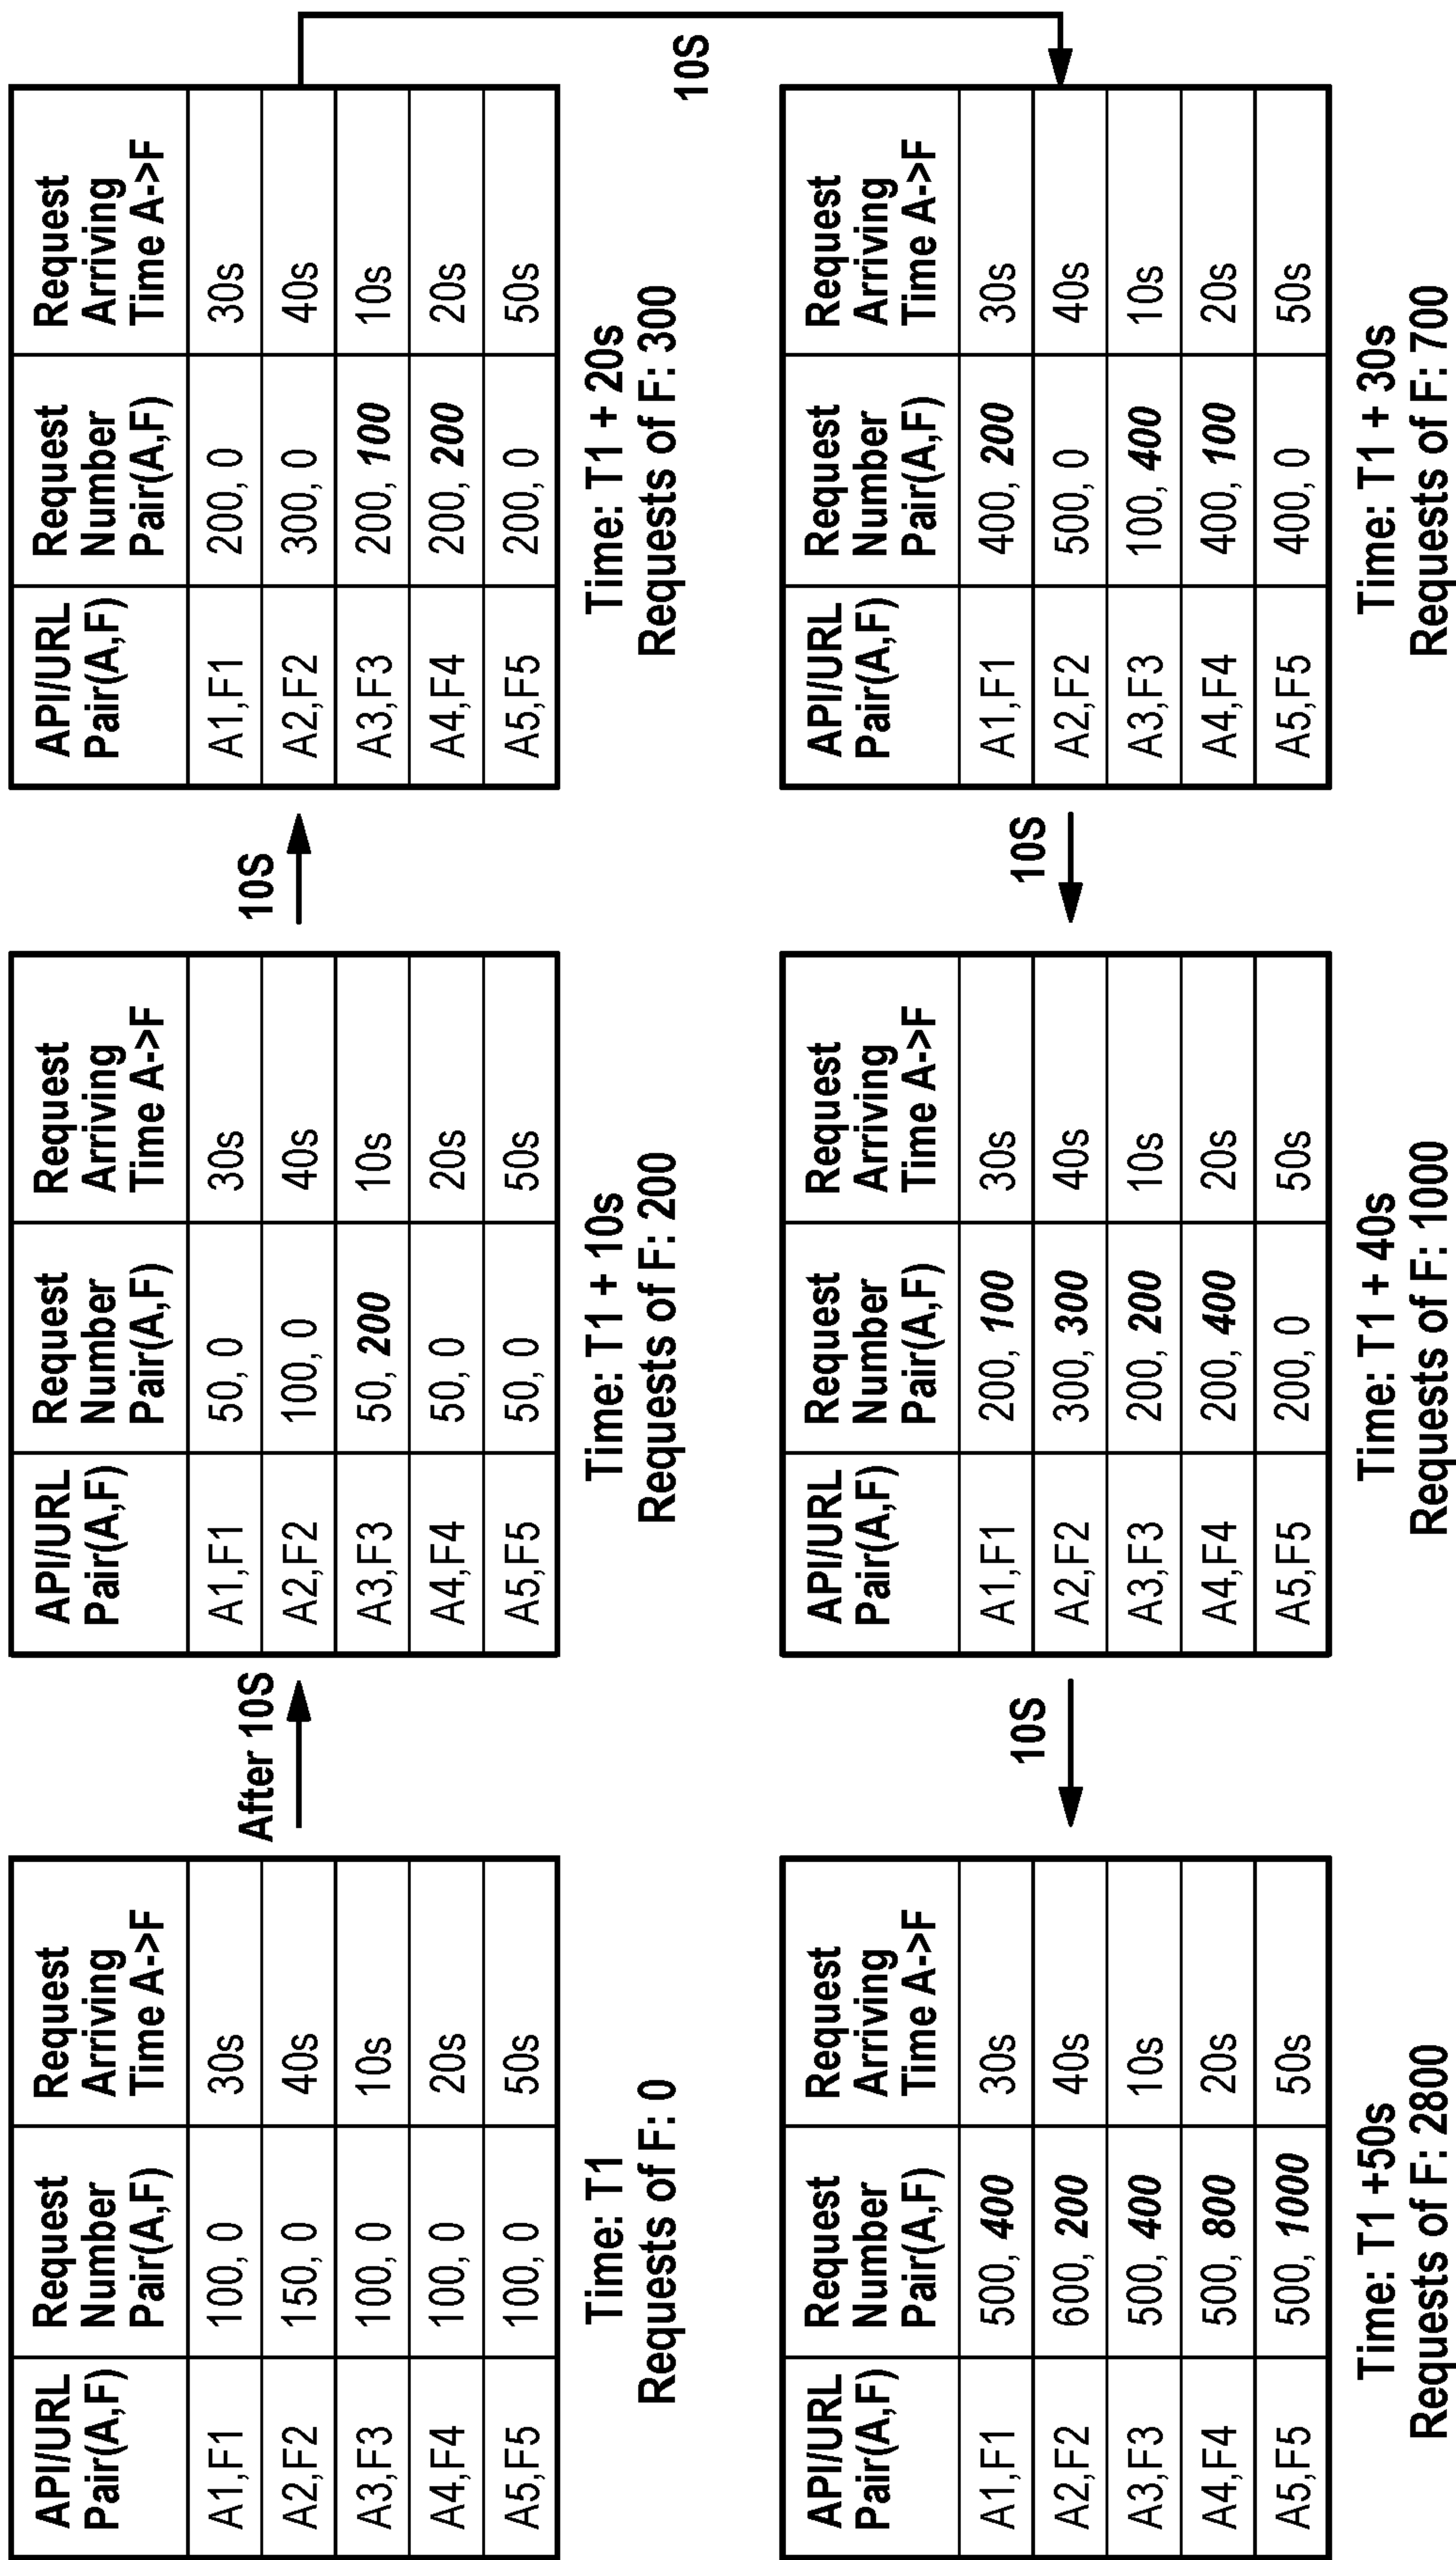 API/URL
Pair(A,F)
Request
Number
Pair(A,F)
Request
Arriving
Time A->F
A1,F1
100, 0
30s
A2,F2
150, 0
40s
A3,F3
100, 0
10s
A4,F4
100, 0
20s
A5,F5
100, 0
50s
Time: T1
Requests of F: 0
After 10S
API/URL
Pair(A,F)
Request
Number
Pair(A,F)
Request
Arriving
Time A->F
A1,F1
50, 0
30s
A2,F2
100, 0
40s
A3,F3
50, 200
10s
A4,F4
50, 0
20s
A5,F5
50, 0
50s
Time: T1 + 10s
Requests of F: 200
10S
API/URL
Pair(A,F)
Request
Number
Pair(A,F)
Request
Arriving
Time A->F
A1,F1
200, 0
30s
A2,F2
300, 0
40s
A3,F3
200, 100
10s
A4,F4
200, 200
20s
A5,F5
200, 0
50s
Time: T1 + 20s
Requests of F: 300
10S
API/URL
Pair(A,F)
Request
Number
Pair(A,F)
Request
Arriving
Time A->F
A1,F1
400, 200
30s
A2,F2
500, 0
40s
A3,F3
100, 400
10s
A4,F4
400, 100
20s
A5,F5
400, 0
50s
Time: T1 + 30s
Requests of F: 700
10S
API/URL
Pair(A,F)
Request
Number
Pair(A,F)
Request
Arriving
Time A->F
A1,F1
200, 100
30s
A2,F2
300, 300
40s
A3,F3
200, 200
10s
A4,F4
200, 400
20s
A5,F5
200, 0
50s
Time: T1 + 40s
Requests of F: 1000
10S
API/URL
Pair(A,F)
Request
Number
Pair(A,F)
Request
Arriving
Time A->F
A1,F1
500, 400
30s
A2,F2
600, 200
40s
A3,F3
500, 400
10s
A4,F4
500, 800
20s
A5,F5
500, 1000
50s
Time: T1 +50s
Requests of F: 2800